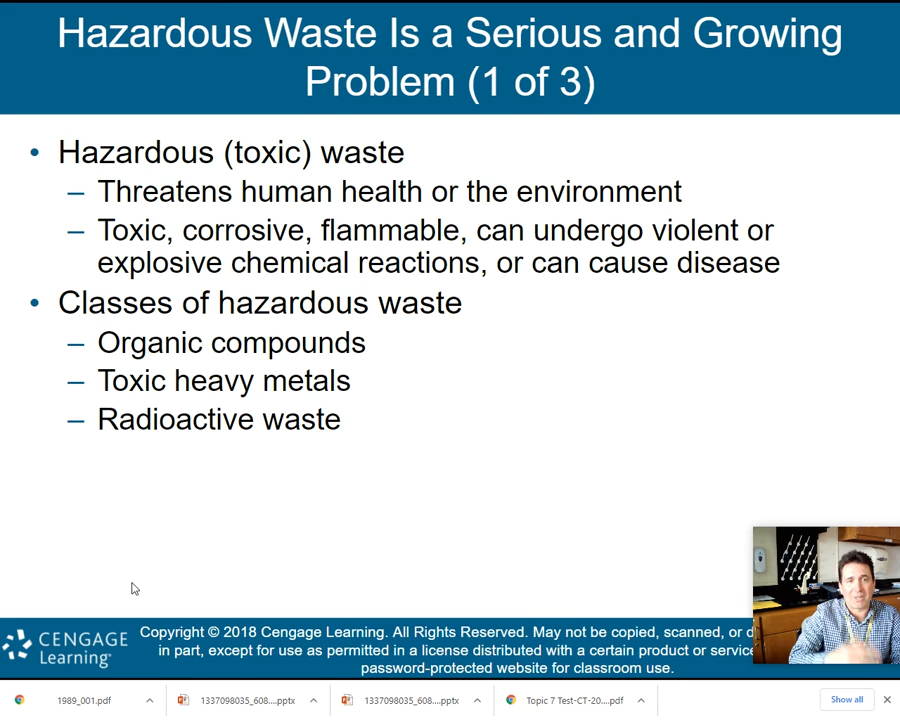 Hazardous Waste Is a Serious and Growing
Problem (1 of 3)
• Hazardous (toxic) waste
– Threatens human health or the environment
– Toxic, corrosive, flammable, can undergo violent or
explosive chemical reactions, or can cause disease
• Classes of hazardous waste
– Organic compounds
– Toxic heavy metals
– Radioactive waste
CENGAGE
Learning®
Copyright © 2018 Cengage Learning. All Rights Reserved. May not be copied, scanned, or d
in part, except for use as permitted in a license distributed with a certain product or service
password-protected website for classroom use.
1989_001.pdf
1337098035_608....pptx
1337098035_608....pptx
Topic 7 Test-CT-20....pdf
Show all